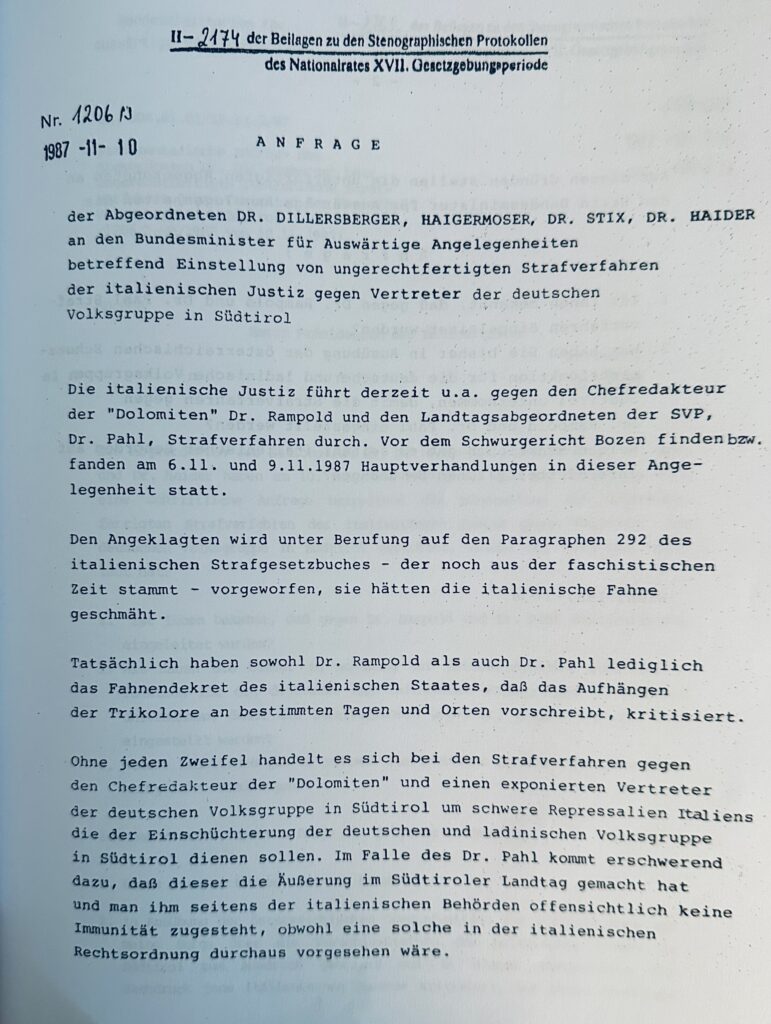 II-2174 der Beilagen zu den Stenographischen Protokollen
des Nationalrates XVII. Gesetzgebungsperiode
Nr. 1206 /J
1987 -11- 10
A N F R A G E
der Abgeordneten DR. DILLERSBERGER, HAIGERMOSER, DR. STIX, DR. HAIDER
an den Bundesminister für Auswärtige Angelegenheiten
betreffend Einstellung von ungerechtfertigten Strafverfahren
der italienischen Justiz gegen Vertreter der deutschen
Volksgruppe in Südtirol
Die italienische Justiz führt derzeit u.a. gegen den Chefredakteur
der "Dolomiten" Dr. Rampold und den Landtagsabgeordneten der SVP,
Dr. Pahl, Strafverfahren durch. Vor dem Schwurgericht Bozen finden bzw.
fanden am 6.11. und 9.11.1987 Hauptverhandlungen in dieser Ange-
legenheit statt.
Den Angeklagten wird unter Berufung auf den Paragraphen 292 des
italienischen Strafgesetzbuches - der noch aus der faschistischen
Zeit stammt - vorgeworfen, sie hätten die italienische Fahne
geschmäht.
Tatsächlich haben sowohl Dr. Rampold als auch Dr. Pahl lediglich
das Fahnendekret des italienischen Staates, daß das Aufhängen
der Trikolore an bestimmten Tagen und Orten vorschreibt, kritisiert.
Ohne jeden Zweifel handelt es sich bei den Strafverfahren gegen
den Chefredakteur der "Dolomiten" und einen exponierten Vertreter
der deutschen Volksgruppe in Südtirol um schwere Repressalien Italiens
die der Einschüchterung der deutschen und ladinischen Volksgruppe
in Südtirol dienen sollen. Im Falle des Dr. Pahl kommt erschwerend
dazu, daß dieser die Äußerung im Südtiroler Landtag gemacht hat
und man ihm seitens der italienischen Behörden offensichtlich keine
Immunität zugesteht, obwohl eine solche in der italienischen
Rechtsordnung durchaus vorgesehen wäre.